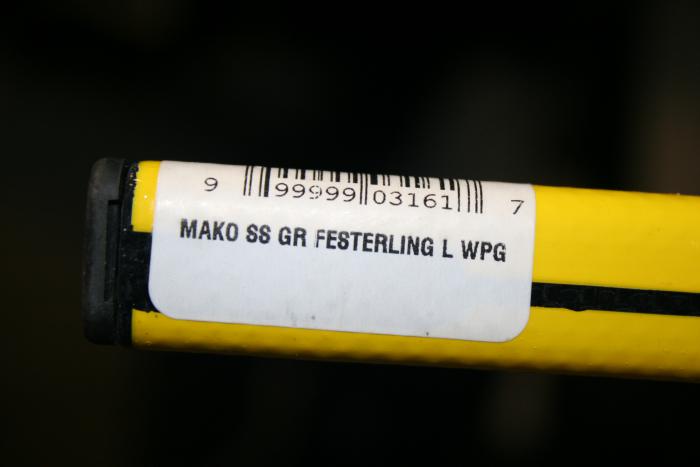 9 99999 03161 7
MAKO SS GR FESTERLING L WPG